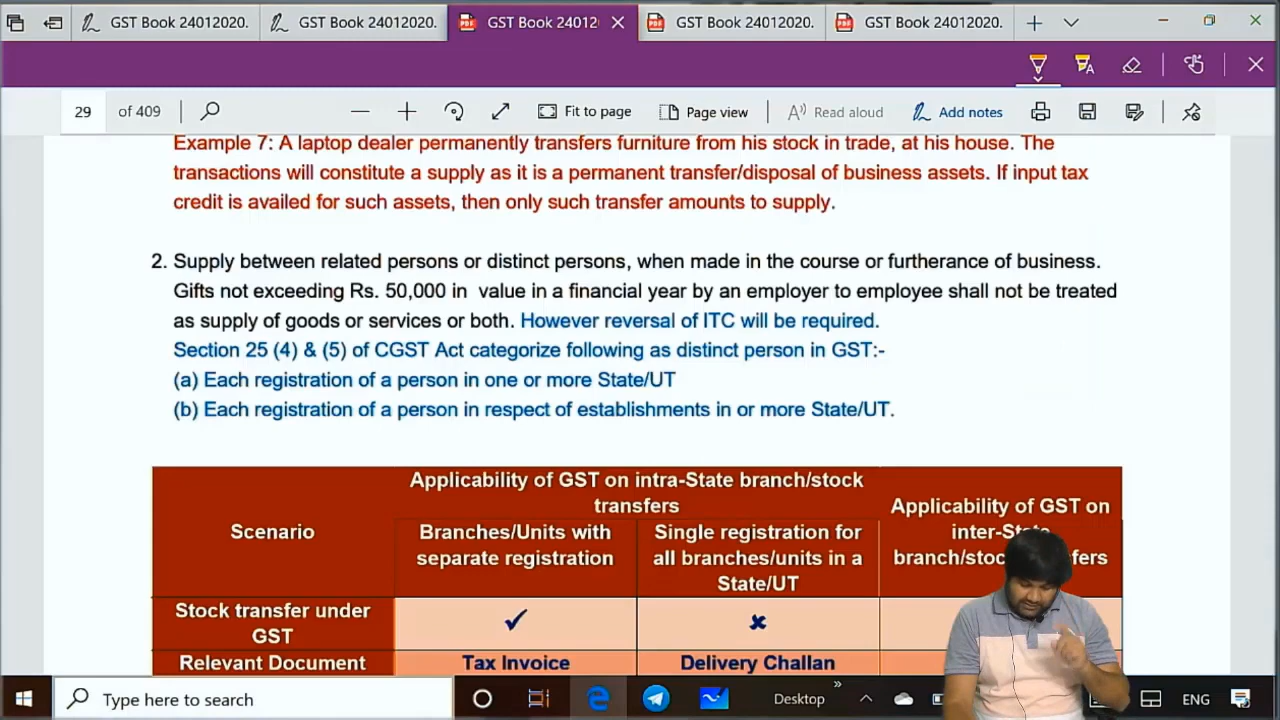 GST Book 24012020.
GST Book 24012020.
GST Book 24012
GST Book 24012020.
GST Book 24012020.
29 of 409
Fit to page
Page view
Read aloud
Add notes
Example 7: A laptop dealer permanently transfers furniture from his stock in trade, at his house. The
transactions will constitute a supply as it is a permanent transfer/disposal of business assets. If input tax
credit is availed for such assets, then only such transfer amounts to supply.
2. Supply between related persons or distinct persons, when made in the course or furtherance of business.
Gifts not exceeding Rs. 50,000 in value in a financial year by an employer to employee shall not be treated
as supply of goods or services or both. However reversal of ITC will be required.
Section 25 (4) & (5) of CGST Act categorize following as distinct person in GST:-
(a) Each registration of a person in one or more State/UT
(b) Each registration of a person in respect of establishments in or more State/UT.
Scenario
Applicability of GST on intra-State branch/stock
transfers
Branches/Units with
separate registration
Single registration for
all branches/units in a
State/UT
Applicability of GST on
inter-State
branch/stoc fers
Stock transfer under
GST
✓
✖
Relevant Document
Tax Invoice
Delivery Challan
Type here to search
Desktop
ENG